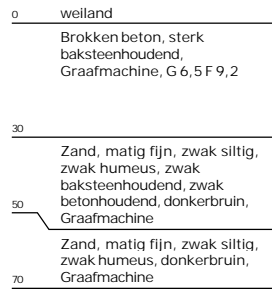 0 weiland
Brokken beton, sterk
baksteenhoudend,
Graafmachine, G 6,5 F 9,2
30
Zand, matig fijn, zwak siltig,
zwak humeus, zwak
baksteenhoudend, zwak
betonhoudend, donkerbruin,
50
Graafmachine
Zand, matig fijn, zwak siltig,
zwak humeus, donkerbruin,
70 Graafmachine